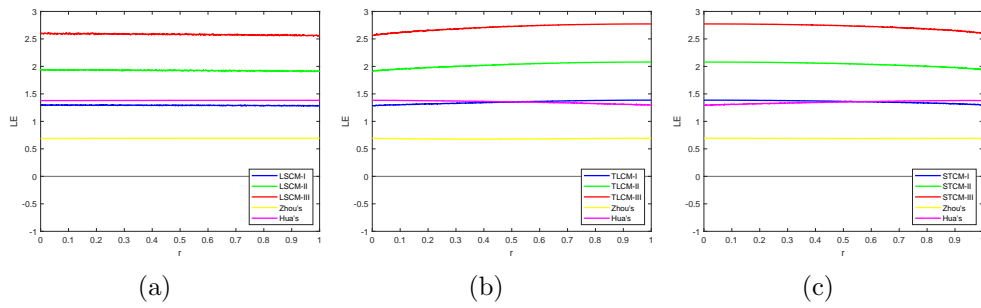 3
2.5
2
1.5
1
0.5
0
-0.5
-1
LE
LSCM-I
LSCM-II
LSCM-III
Zhou's
Hua's
0 0.1 0.2 0.3 0.4 0.5 0.6 0.7 0.8 0.9 1
r
(a)
3
2.5
2
1.5
1
0.5
0
-0.5
-1
LE
TLCM-I
TLCM-II
TLCM-III
Zhou's
Hua's
0 0.1 0.2 0.3 0.4 0.5 0.6 0.7 0.8 0.9 1
r
(b)
3
2.5
2
1.5
1
0.5
0
-0.5
-1
LE
STCM-I
STCM-II
STCM-III
Zhou's
Hua's
0 0.1 0.2 0.3 0.4 0.5 0.6 0.7 0.8 0.9 1
r
(c)